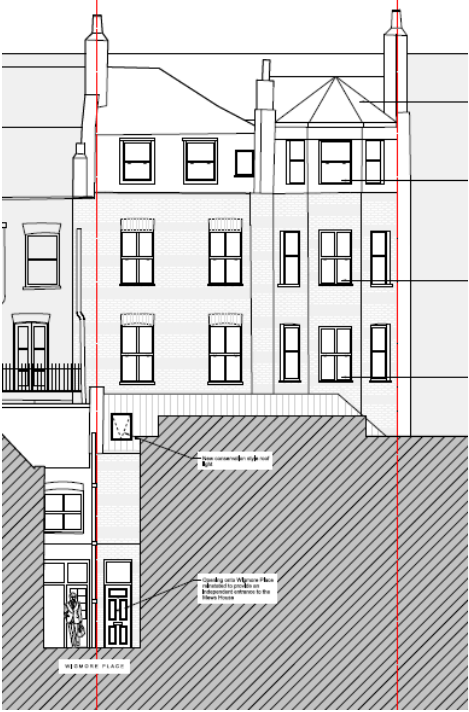 New conservation style roof
light
Opening onto Wigmore Place
reinstated to provide an
independent entrance to the
Mews House
WIGMORE PLACE